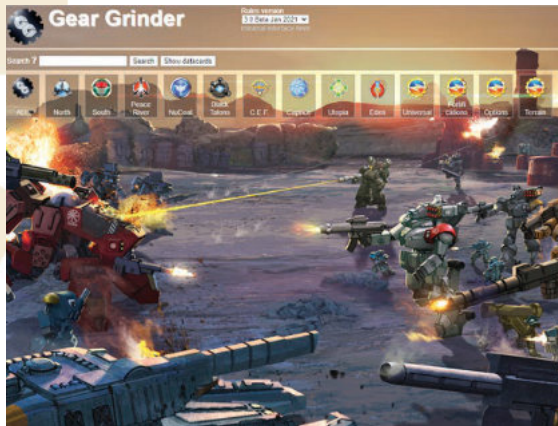 Gear Grinder
Rules version
3.0 Beta Jan 2021
Search ?
Search
Show datacards
North
South
Peace
River
NuCoal
Black
Talons
C.E.F.
Caprice
Utopia
Eden
Universal
Options
Terrain